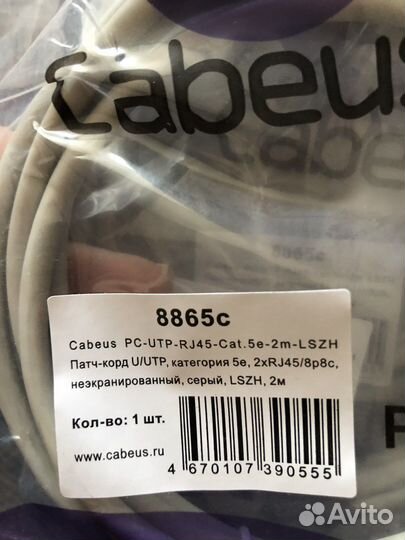 Cabeus
8865c
8865c
Cabeus PC-UTP-RJ45-Cat.5e-2m-LSZH
Патч-корд U/UTP, категория 5e, 2xRJ45/8p8c,
неэкранированный, серый, LSZH, 2м
Кол-во: 1 шт.
www.cabeus.ru
4 670107 390555
P
Avito